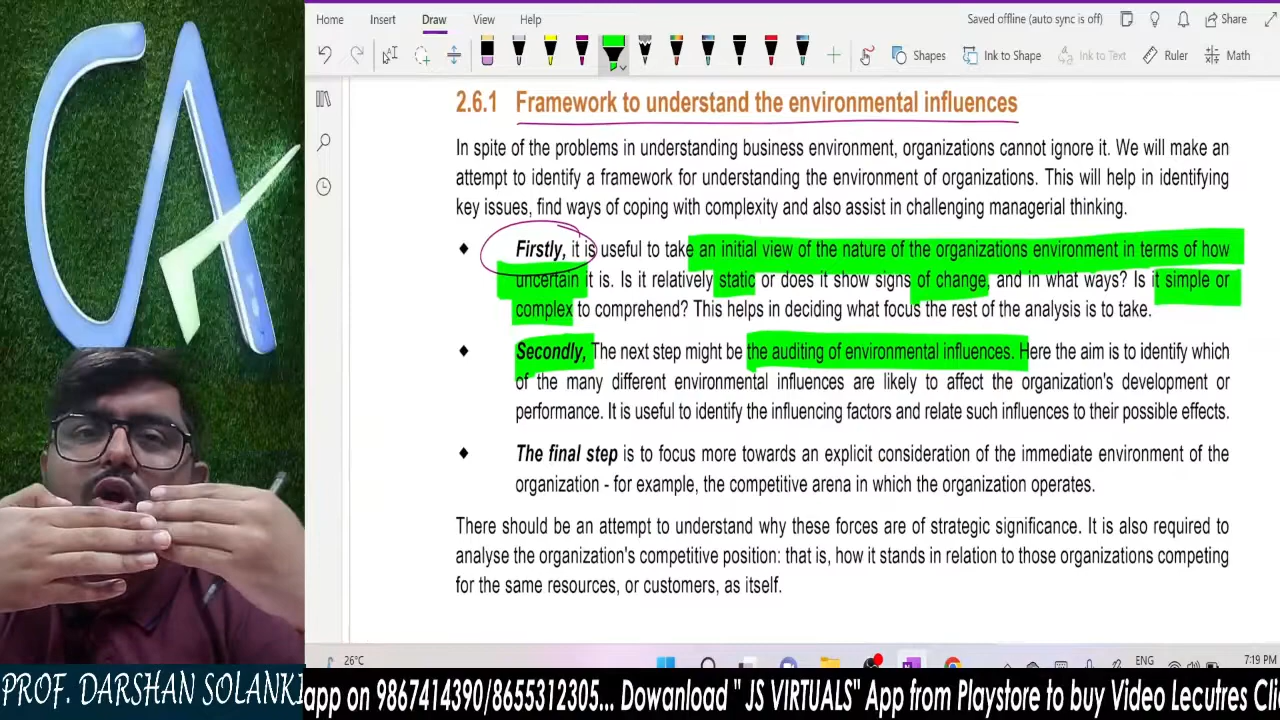 CA
Home Insert Draw View Help Saved offline (auto sync is off) Share
Shapes Ink to Shape Ink to Text Ruler Math
2.6.1 Framework to understand the environmental influences
In spite of the problems in understanding business environment, organizations cannot ignore it. We will make an
attempt to identify a framework for understanding the environment of organizations. This will help in identifying
key issues, find ways of coping with complexity and also assist in challenging managerial thinking.
♦ Firstly, it is useful to take an initial view of the nature of the organizations environment in terms of how
uncertain it is. Is it relatively static or does it show signs of change, and in what ways? Is it simple or
complex to comprehend? This helps in deciding what focus the rest of the analysis is to take.
♦ Secondly, The next step might be the auditing of environmental influences. Here the aim is to identify which
of the many different environmental influences are likely to affect the organization's development or
performance. It is useful to identify the influencing factors and relate such influences to their possible effects.
♦ The final step is to focus more towards an explicit consideration of the immediate environment of the
organization - for example, the competitive arena in which the organization operates.
There should be an attempt to understand why these forces are of strategic significance. It is also required to
analyse the organization's competitive position: that is, how it stands in relation to those organizations competing
for the same resources, or customers, as itself.
26°C ENG 7:19 PM
PROF. DARSHAN SOLANKI
app on 9867414390/8655312305... Dowanload " JS VIRTUALS" App from Playstore to buy Video Lecutres Cli